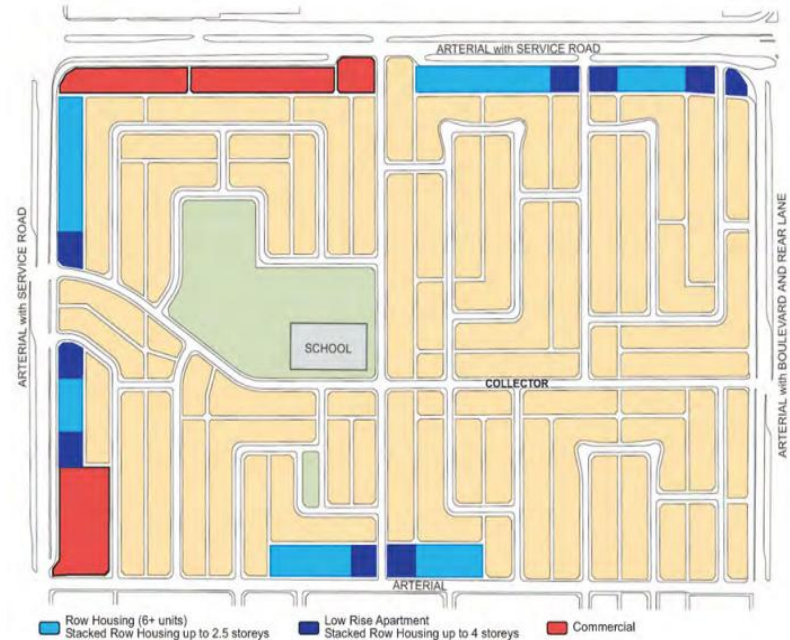 ARTERIAL with SERVICE ROAD
ARTERIAL with SERVICE ROAD
ARTERIAL with BOULEVARD AND REAR LANE
SCHOOL
COLLECTOR
ARTERIAL
Row Housing (6+ units)
Stacked Row Housing up to 2.5 storeys
Low Rise Apartment
Stacked Row Housing up to 4 storeys
Commercial